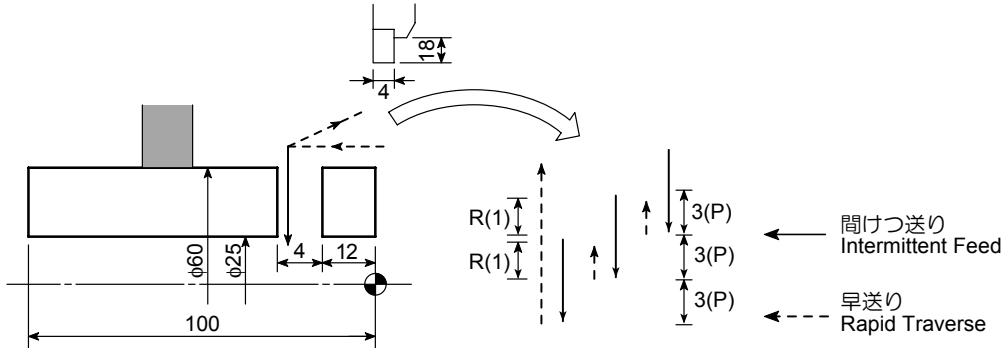 18
4
R(1)
3(P)
R(1)
3(P)
3(P)
間けつ送り
Intermittent Feed
早送り
Rapid Traverse
φ60
φ25
4
12
100